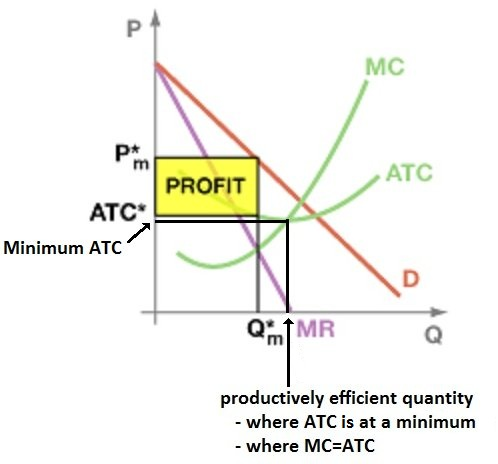 P
MC
P*m
PROFIT
ATC
ATC*
Minimum ATC
D
Q*m
MR
Q
productively efficient quantity
- where ATC is at a minimum
- where MC=ATC